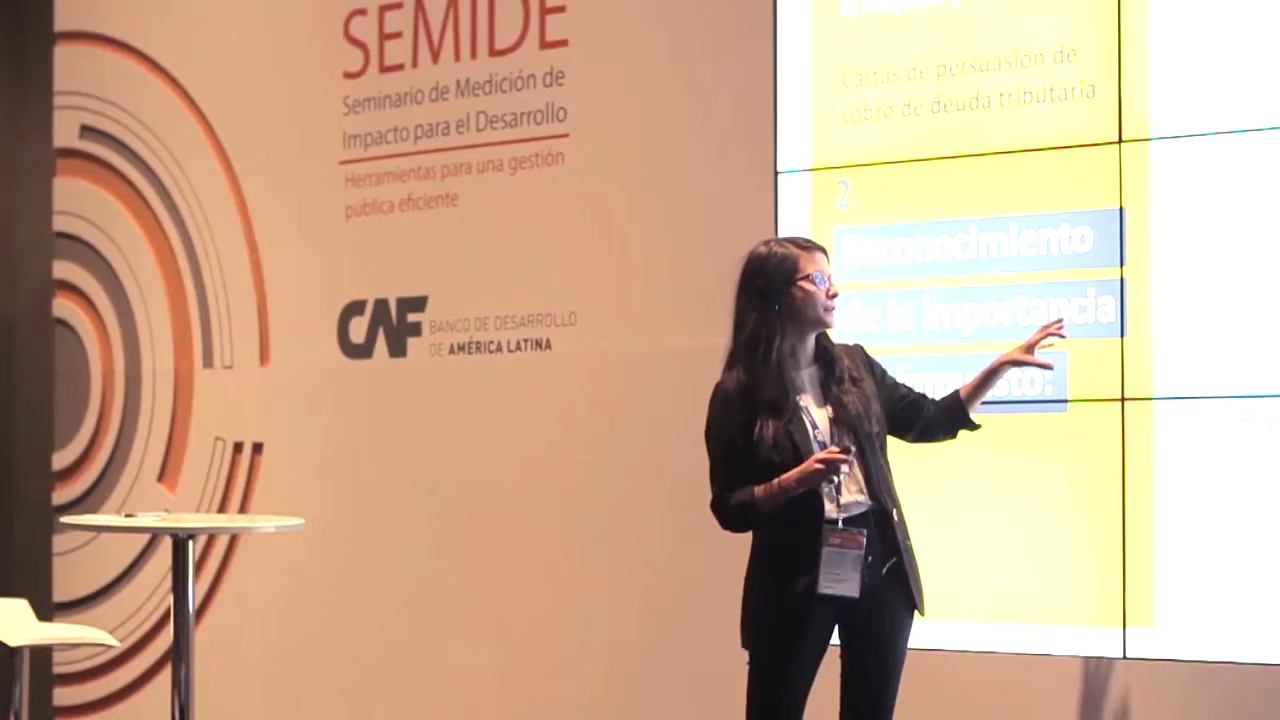 SEMIDE
Seminario de Medición de
Impacto para el Desarrollo
Herramientas para una gestión
pública eficiente
CAF BANCO DE DESARROLLO
DE AMÉRICA LATINA
Cartas de persuasión de
cobro de deuda tributaria
2.
Reconocimiento
de la importancia
impuesto: